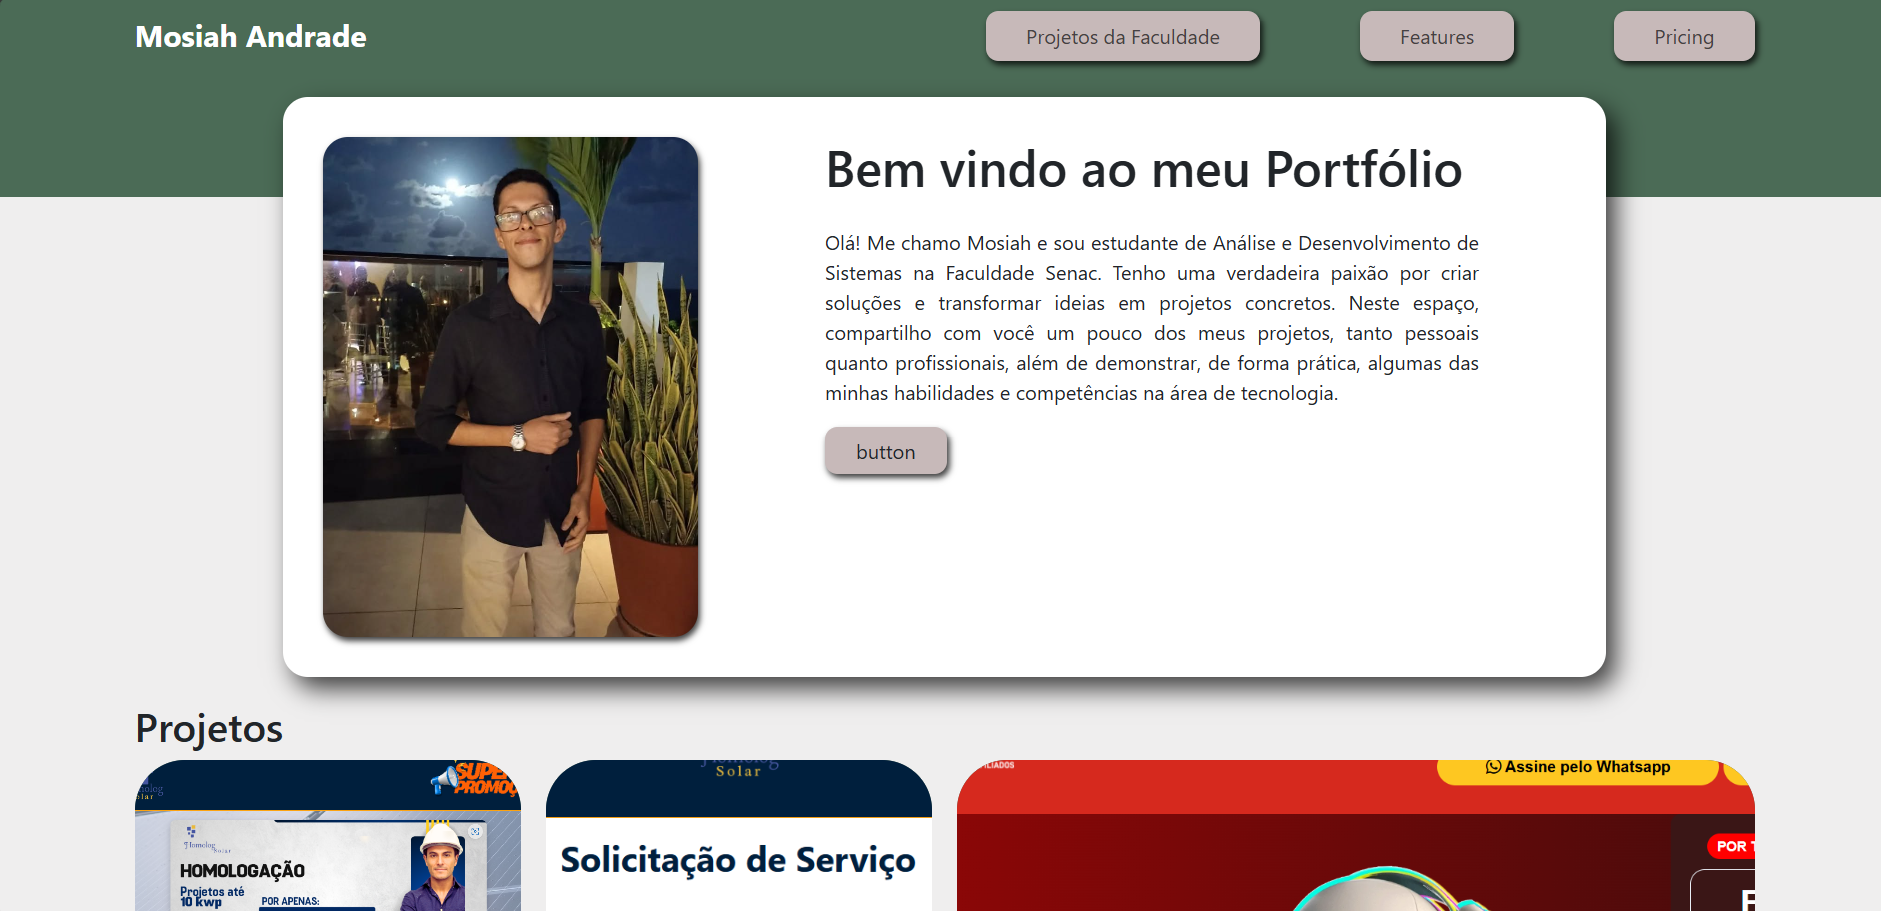 Mosiah Andrade
Projetos da Faculdade
Features
Pricing
Bem vindo ao meu Portfólio
Olá! Me chamo Mosiah e sou estudante de Análise e Desenvolvimento de
Sistemas na Faculdade Senac. Tenho uma verdadeira paixão por criar
soluções e transformar ideias em projetos concretos. Neste espaço,
compartilho com você um pouco dos meus projetos, tanto pessoais
quanto profissionais, além de demonstrar, de forma prática, algumas das
minhas habilidades e competências na área de tecnologia.
button
Projetos
SUPE
PROMOÇ
Homolog
Solar
HOMOLOGAÇÃO
Projetos até
10 kwp
POR APENAS:
Solar
Solicitação de Serviço
Assine pelo Whatsapp
POR T